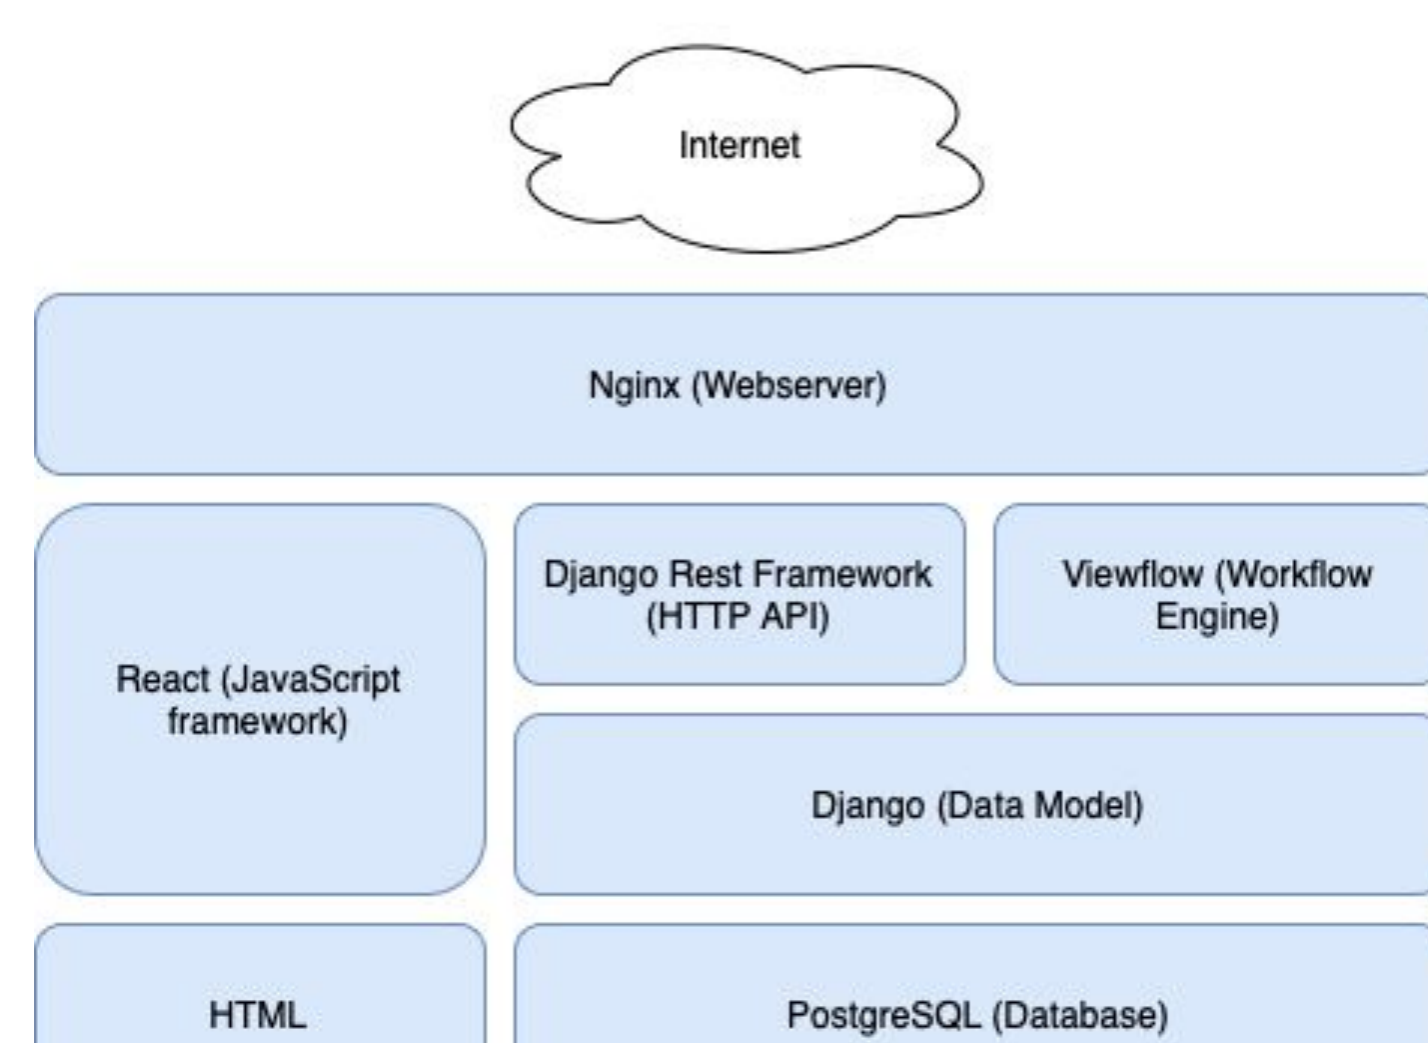 Internet
Nginx (Webserver)
Django Rest Framework
(HTTP API)
Viewflow (Workflow
Engine)
React (JavaScript
framework)
Django (Data Model)
HTML
PostgreSQL (Database)